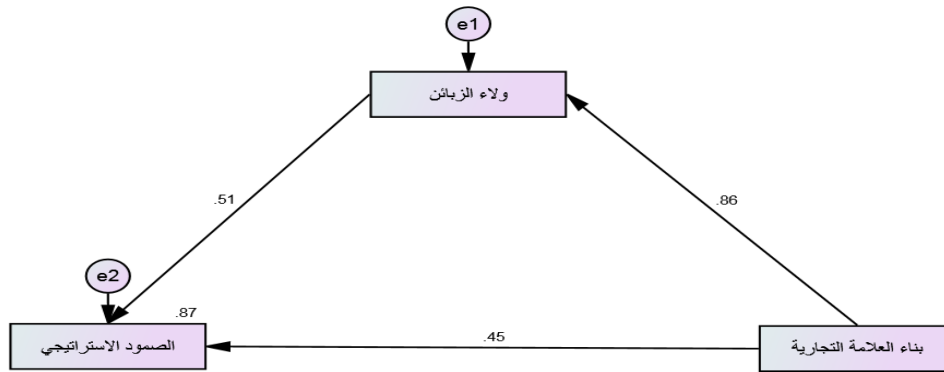 e1
ولاء الزبائن
.51
.86
e2
.87
الصمود الاستراتيجي
.45
بناء العلامة التجارية